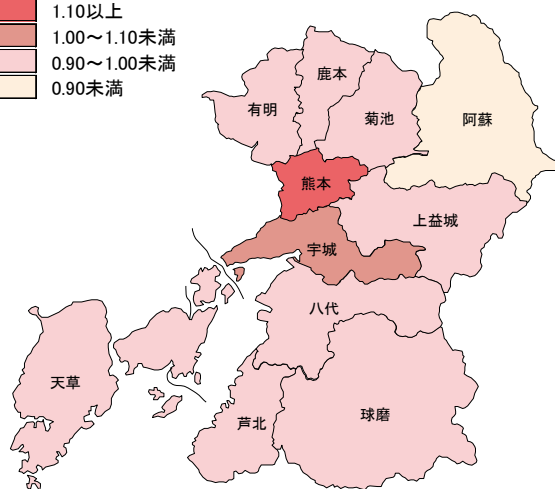 1.10以上
1.00～1.10未満
0.90～1.00未満
0.90未満
鹿本
有明
菊池
阿蘇
熊本
上益城
宇城
八代
天草
芦北
球磨